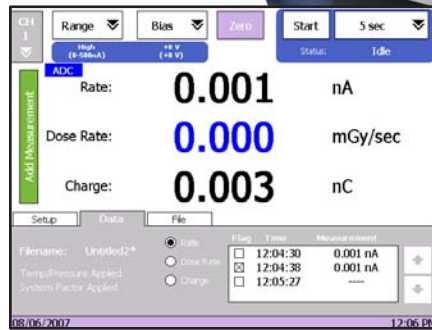 CH 1 Range Bias Zero Start 5 sec
High (0-500nA) +0 V (+0 V) Status: Idle
ADC
Add Measurement
Rate: 0.001 nA
Dose Rate: 0.000 mGy/sec
Charge: 0.003 nC
Setup Data File
Flag Time Measurement
Filename: Untitled2* Rate 12:04:30 0.001 nA
Dose Rate 12:04:38 0.001 nA
Temp/Pressure Applied
System Factor Applied Charge 12:05:27 ----
08/06/2007 12:06 PM